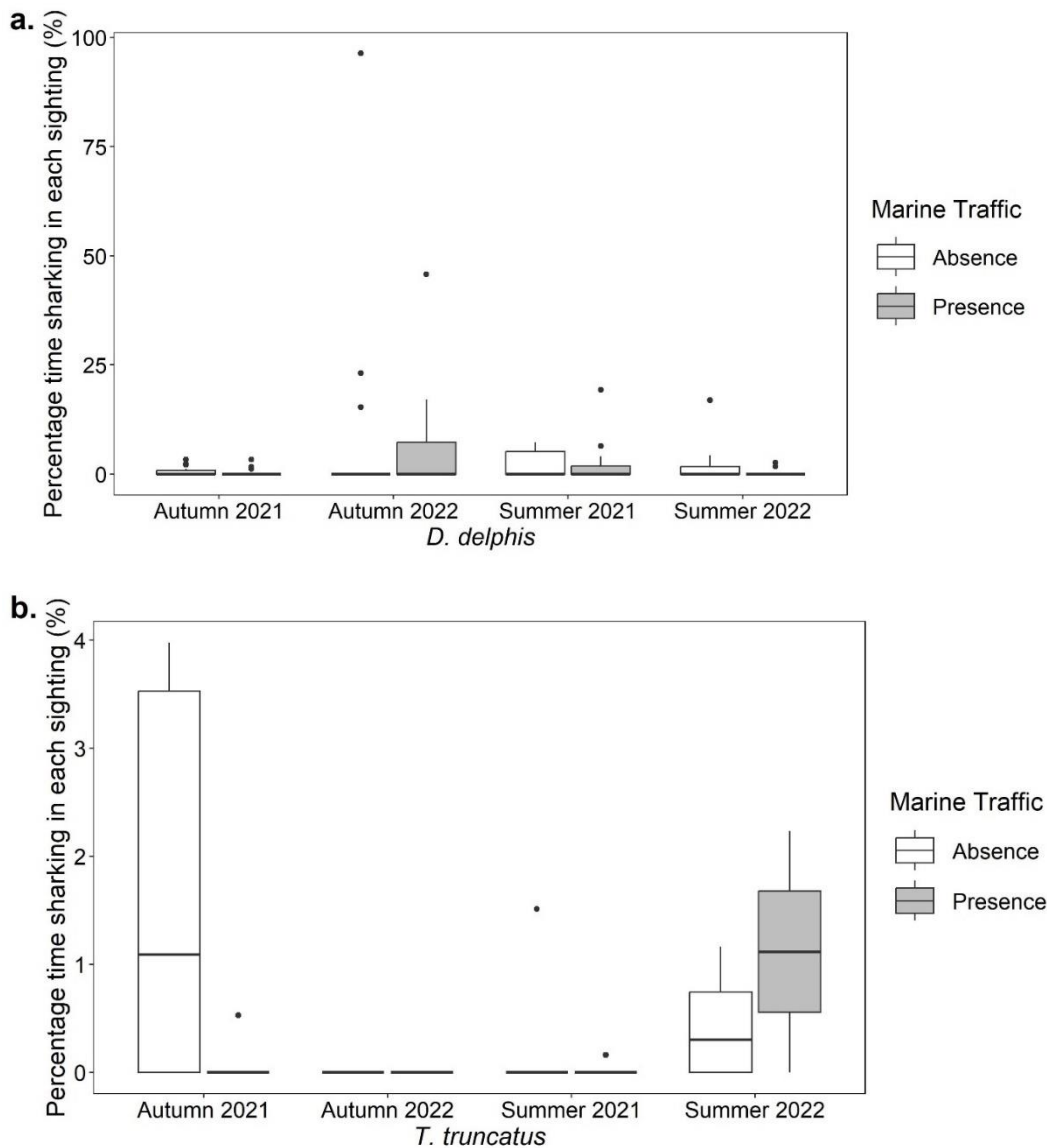 a.
Percentage time sharking in each sighting (%)
100
75
50
25
0
Autumn 2021
Autumn 2022
Summer 2021
Summer 2022
D. delphis
Marine Traffic
Absence
Presence
b.
Percentage time sharking in each sighting (%)
4
3
2
1
0
Autumn 2021
Autumn 2022
Summer 2021
Summer 2022
T. truncatus
Marine Traffic
Absence
Presence